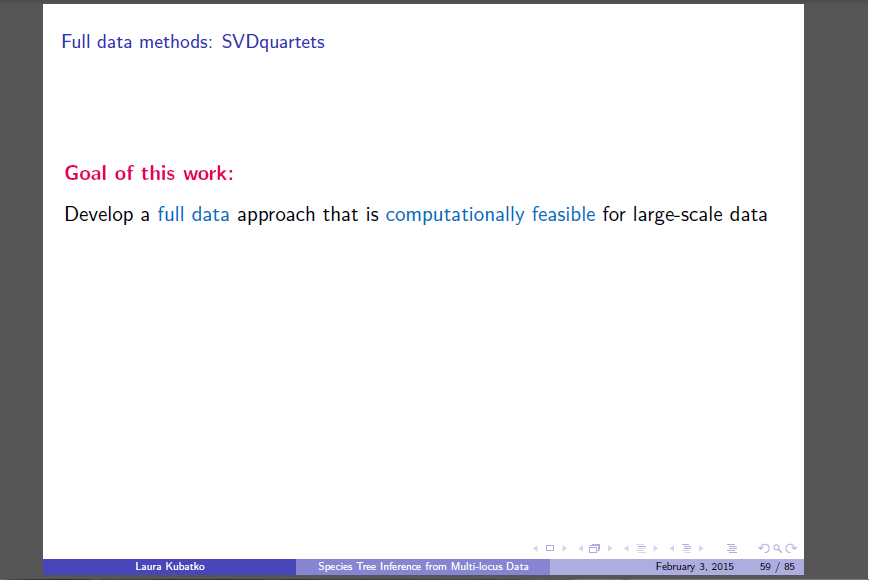 Full data methods: SVDquartets
Goal of this work:
Develop a full data approach that is computationally feasible for large-scale data
Laura Kubatko
Species Tree Inference from Multi-locus Data
February 3, 2015
59 / 85